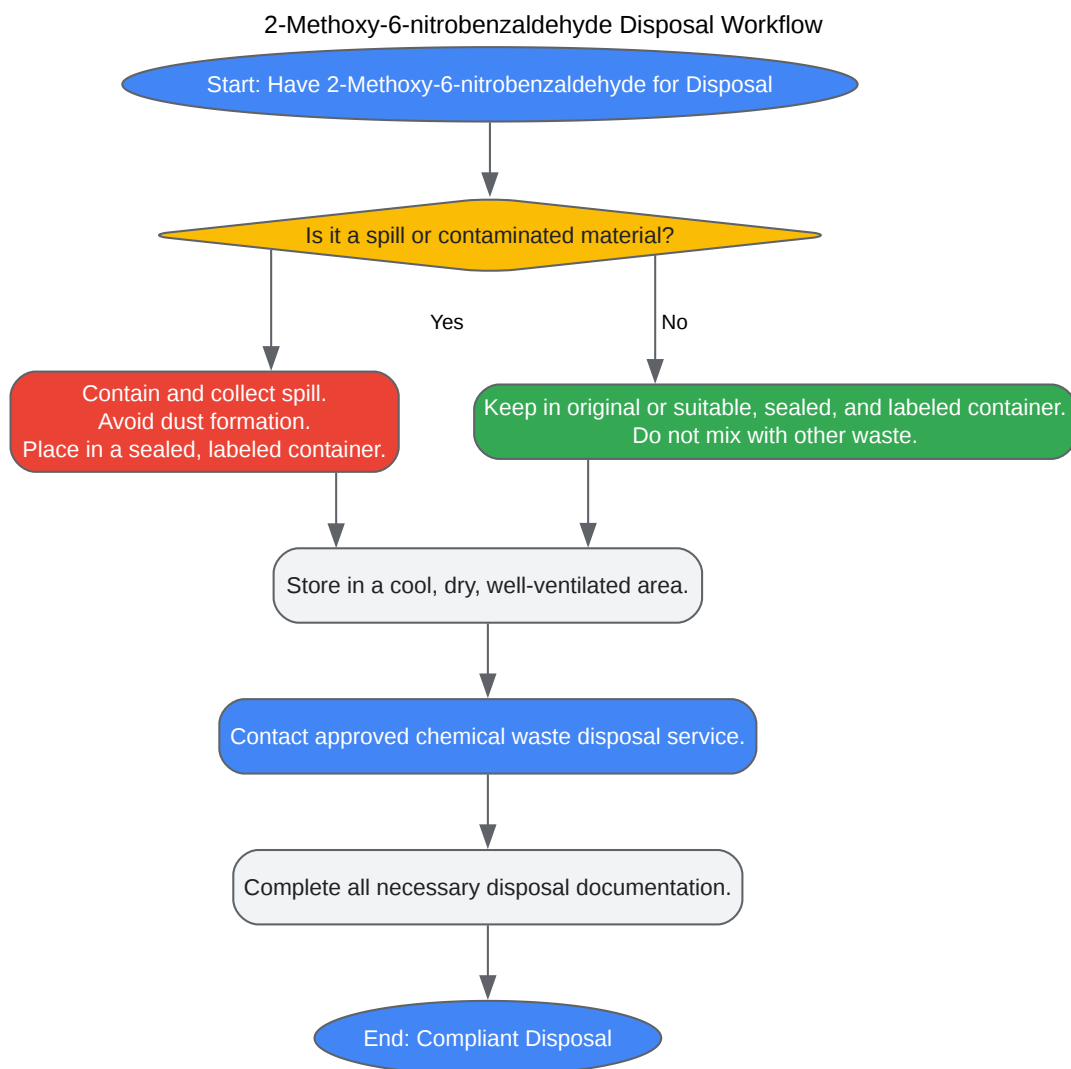 2-Methoxy-6-nitrobenzaldehyde Disposal Workflow
Start: Have 2-Methoxy-6-nitrobenzaldehyde for Disposal
Is it a spill or contaminated material?
Yes
No
Contain and collect spill.
Avoid dust formation.
Place in a sealed, labeled container.
Keep in original or suitable, sealed, and labeled container.
Do not mix with other waste.
Store in a cool, dry, well-ventilated area.
Contact approved chemical waste disposal service.
Complete all necessary disposal documentation.
End: Compliant Disposal